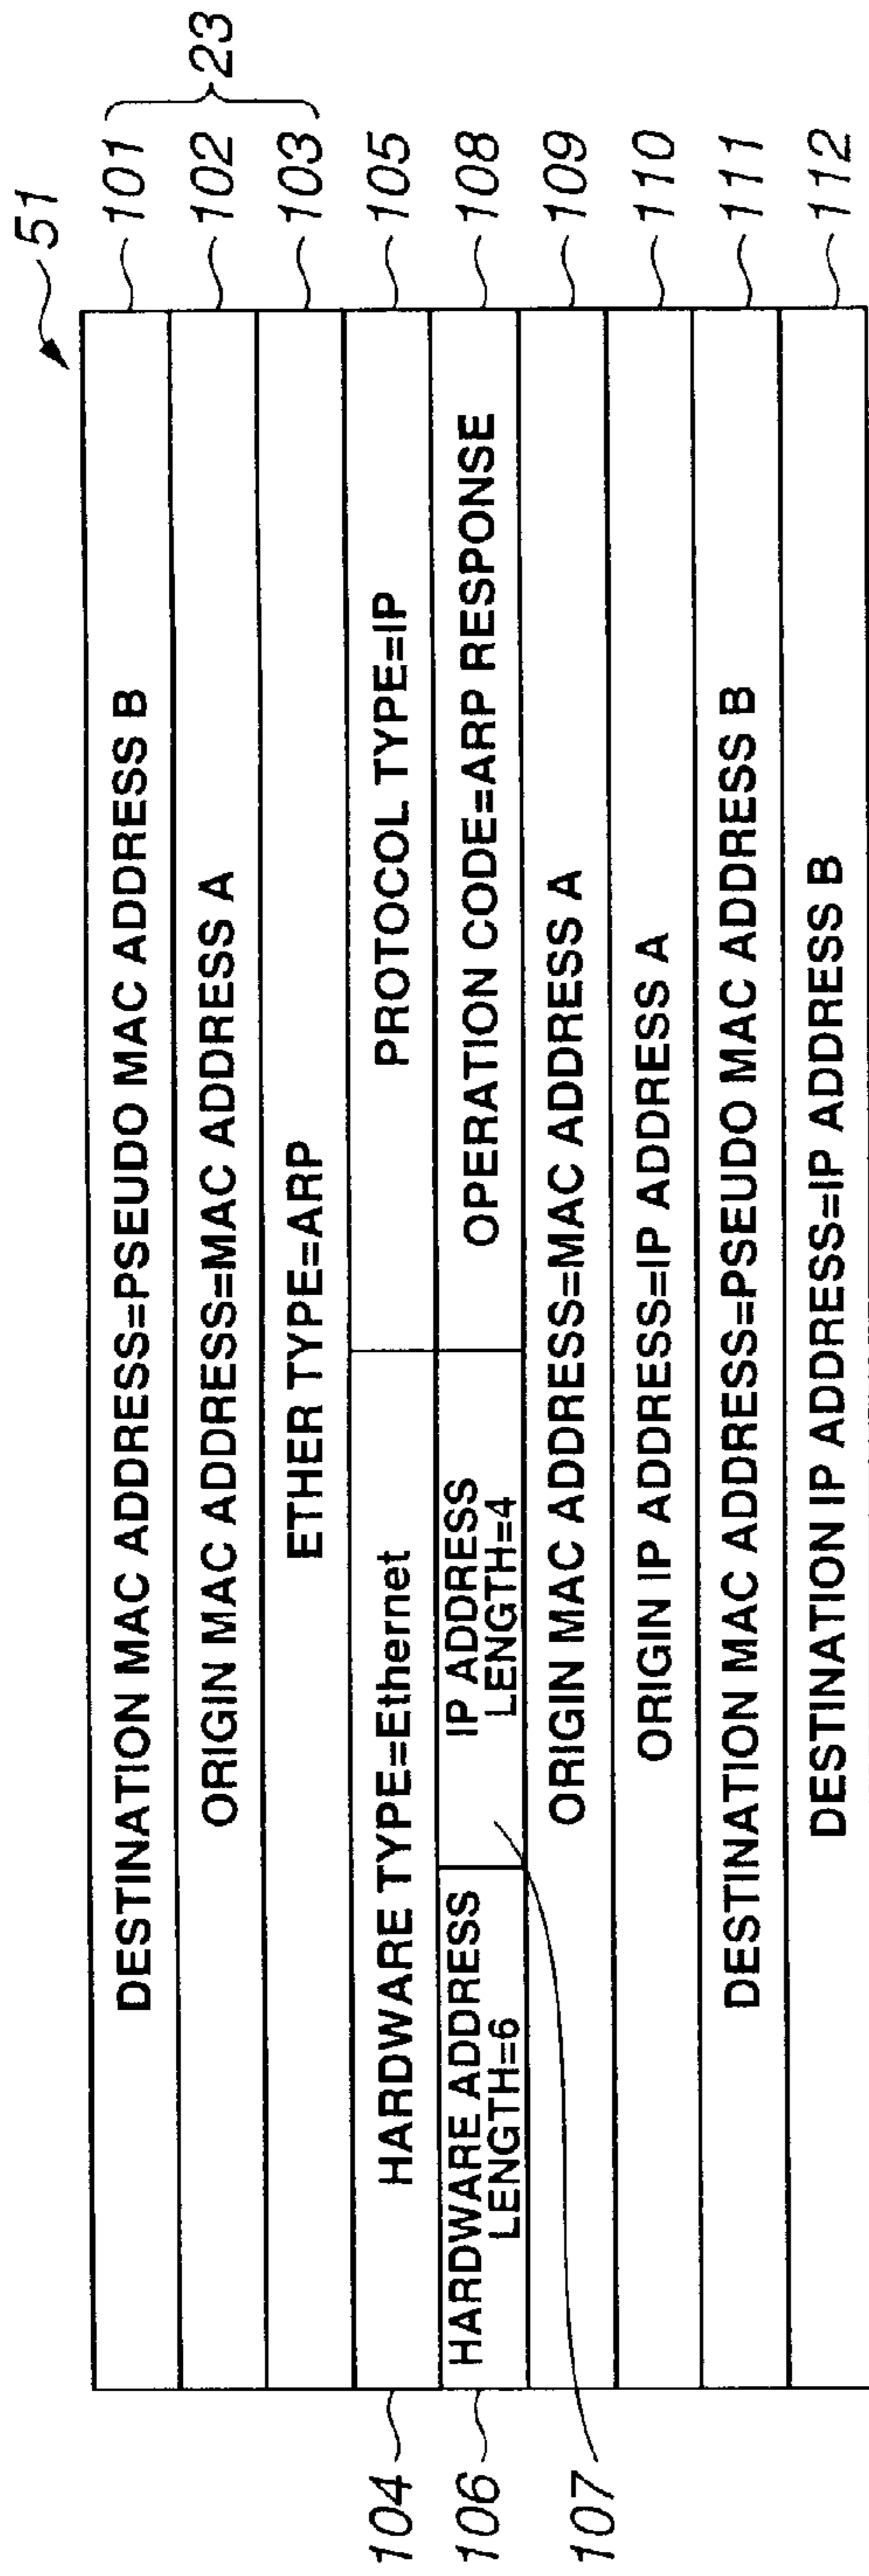 51
DESTINATION MAC ADDRESS=PSEUDO MAC ADDRESS B
101
ORIGIN MAC ADDRESS=MAC ADDRESS A
102
23
ETHER TYPE=ARP
103
104
HARDWARE TYPE=Ethernet
PROTOCOL TYPE=IP
105
106
HARDWARE ADDRESS
LENGTH=6
IP ADDRESS
LENGTH=4
OPERATION CODE=ARP RESPONSE
108
107
ORIGIN MAC ADDRESS=MAC ADDRESS A
109
ORIGIN IP ADDRESS=IP ADDRESS A
110
DESTINATION MAC ADDRESS=PSEUDO MAC ADDRESS B
111
DESTINATION IP ADDRESS=IP ADDRESS B
112